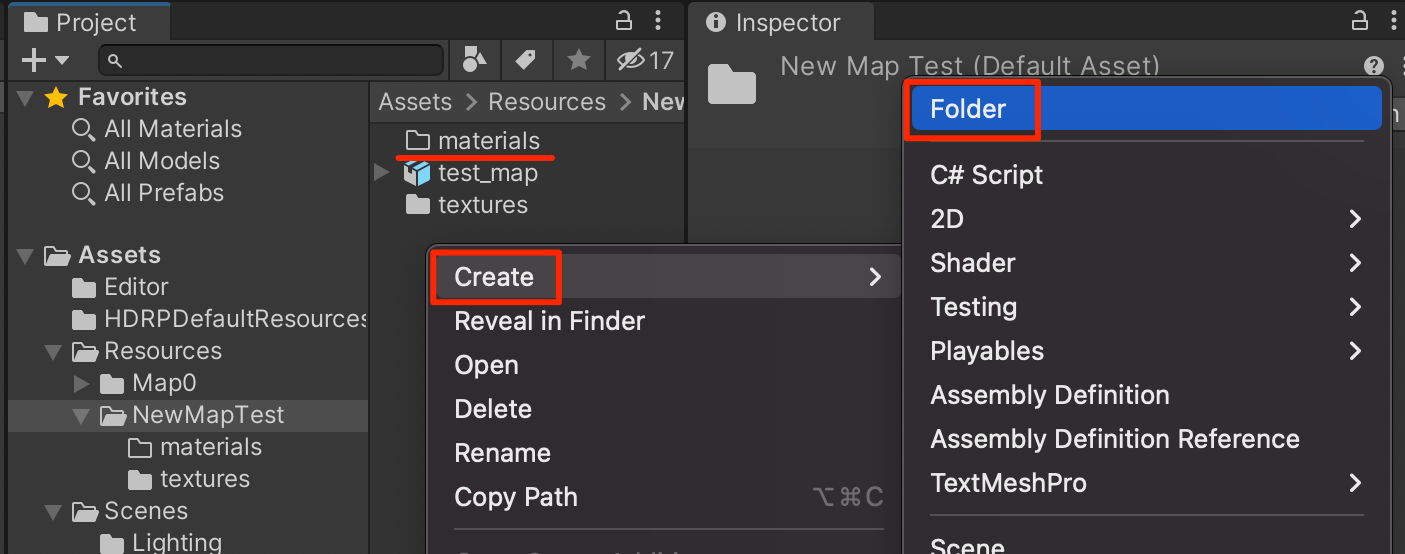 Project
17
Favorites
All Materials
All Models
All Prefabs
Assets
Editor
HDRPDefaultResources
Resources
Map0
NewMapTest
materials
textures
Scenes
Lighting
Assets > Resources > New
materials
test_map
textures
Create
Reveal in Finder
Open
Delete
Rename
Copy Path ⌥⌘C
Inspector
New Map Test (Default Asset)
Folder
C# Script
2D
Shader
Testing
Playables
Assembly Definition
Assembly Definition Reference
TextMeshPro
Scene